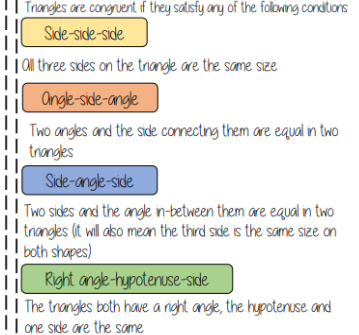 Triangles are congruent if they satisfy any of the following conditions
Side-side-side
All three sides on the triangle are the same size
Angle-side-angle
Two angles and the side connecting them are equal in two
triangles
Side-angle-side
Two sides and the angle in-between them are equal in two
triangles (it will also mean the third side is the same size on
both shapes)
Right angle-hypotenuse-side
The triangles both have a right angle, the hypotenuse and
one side are the same